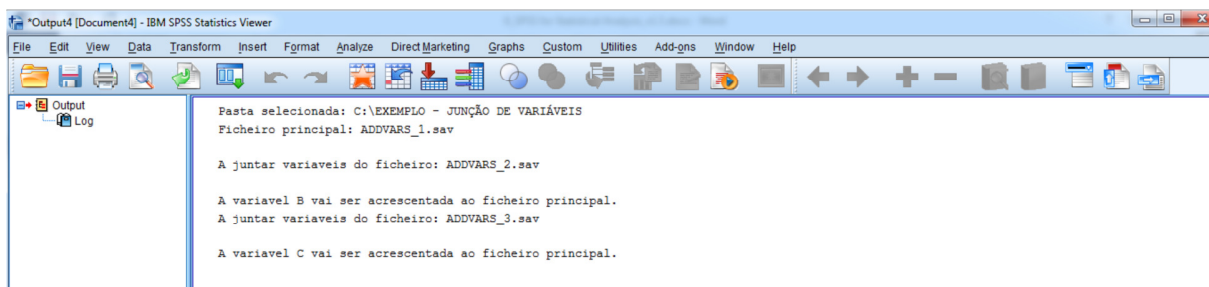 *Output4 [Document4] - IBM SPSS Statistics Viewer
File Edit View Data Transform Insert Format Analyze Direct Marketing Graphs Custom Utilities Add-ons Window Help
Output
Log
Pasta selecionada: C:\EXEMPLO - JUNÇÃO DE VARIÁVEIS
Ficheiro principal: ADDVARS_1.sav
A juntar variaveis do ficheiro: ADDVARS_2.sav
A variavel B vai ser acrescentada ao ficheiro principal.
A juntar variaveis do ficheiro: ADDVARS_3.sav
A variavel C vai ser acrescentada ao ficheiro principal.